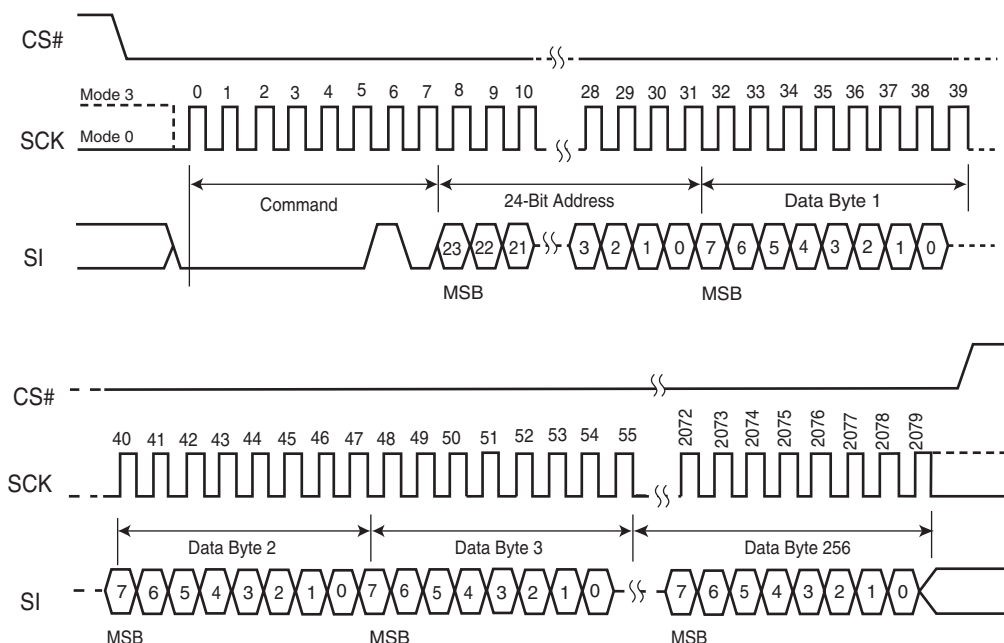 CS#
Mode 3
0 1 2 3 4 5 6 7 8 9 10 28 29 30 31 32 33 34 35 36 37 38 39
SCK
Mode 0
Command 24-Bit Address Data Byte 1
SI
23 22 21 3 2 1 0 7 6 5 4 3 2 1 0
MSB MSB
CS#
40 41 42 43 44 45 46 47 48 49 50 51 52 53 54 55 2072 2073 2074 2075 2076 2077 2078 2079
SCK
Data Byte 2 Data Byte 3 Data Byte 256
SI
7 6 5 4 3 2 1 0 7 6 5 4 3 2 1 0 7 6 5 4 3 2 1 0
MSB MSB MSB